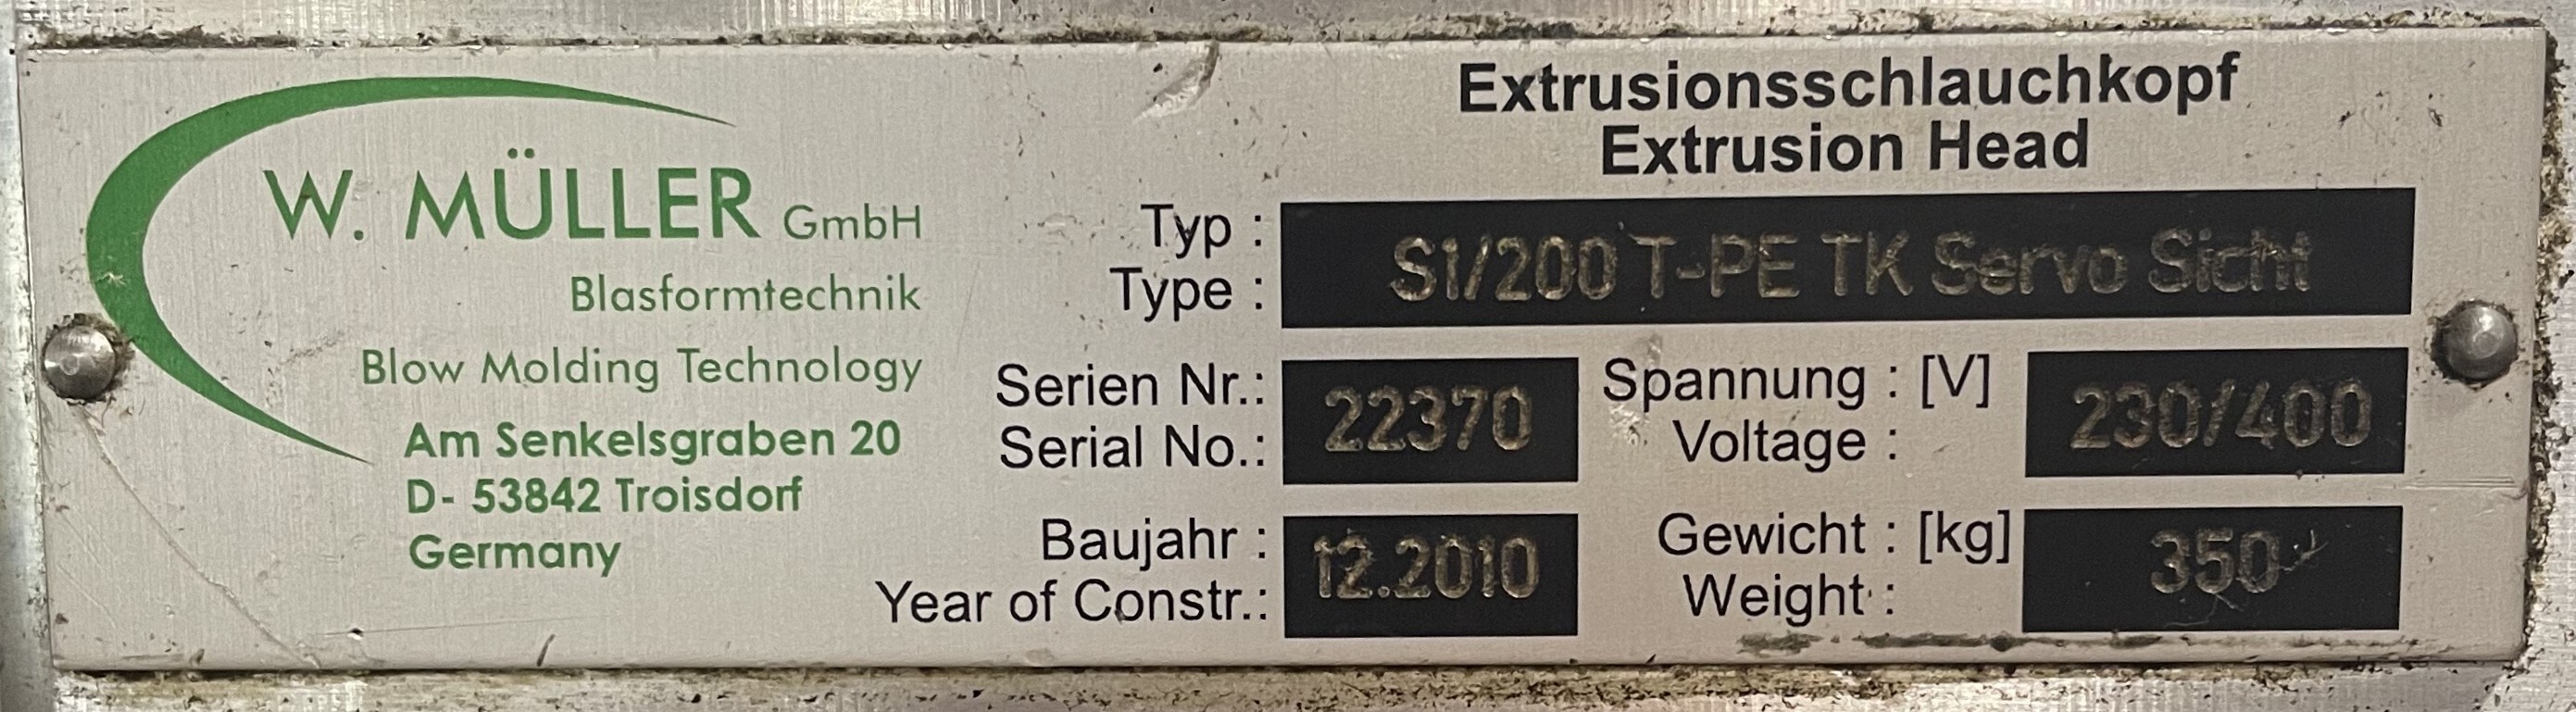 W. MÜLLER GmbH
Blasformtechnik
Blow Molding Technology
Am Senkelsgraben 20
D- 53842 Troisdorf
Germany
Extrusionsschlauchkopf
Extrusion Head
Typ :
Type :
S1/200 T-PE TK Servo Sicht
Serien Nr.:
Serial No.:
22370
Spannung : [V]
Voltage :
230/400
Baujahr :
Year of Constr.:
12.2010
Gewicht : [kg]
Weight :
350